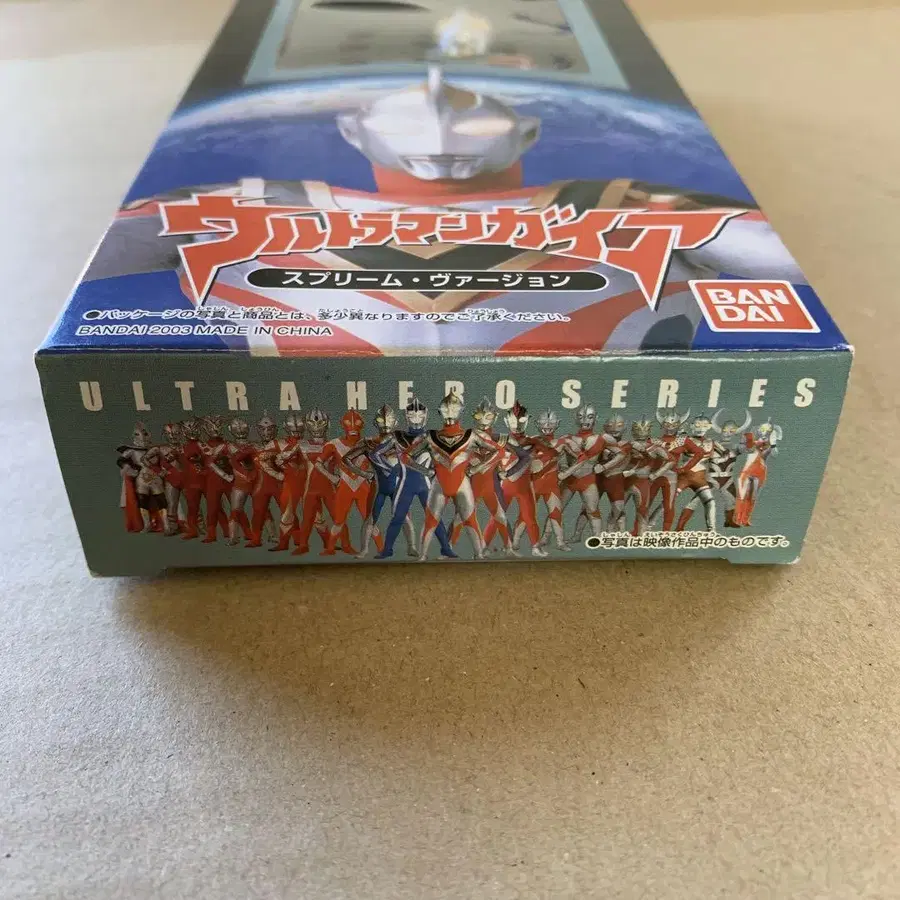 ウルトラマンガイア
スプリーム・ヴァージョン
●パッケージの写真と商品とは、多少異なりますのでご了承ください。
BANDAI 2003 MADE IN CHINA
BAN
DAI
ULTRA HERO SERIES
●写真は映像作品中のものです。